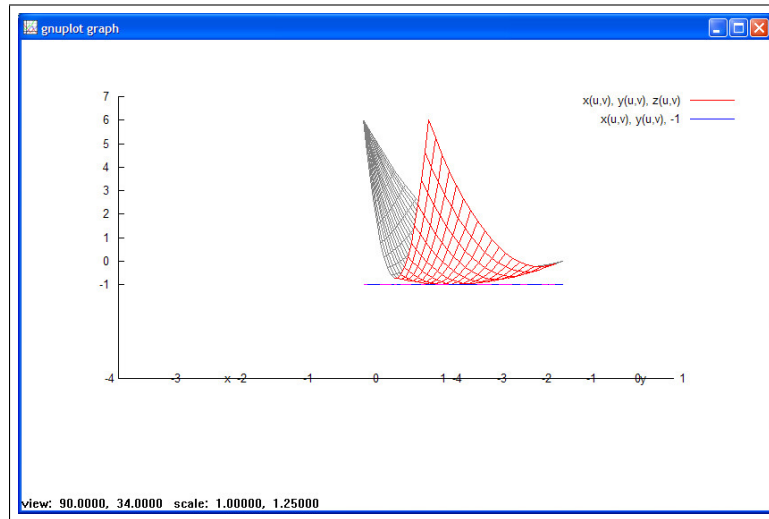 gnuplot graph
x(u,v), y(u,v), z(u,v)
x(u,v), y(u,v), -1
7
6
5
4
3
2
1
0
-1
-4 -3 x -2 -1 0 1 -4 -3 -2 -1 0y 1
view: 90.0000, 34.0000 scale: 1.00000, 1.25000